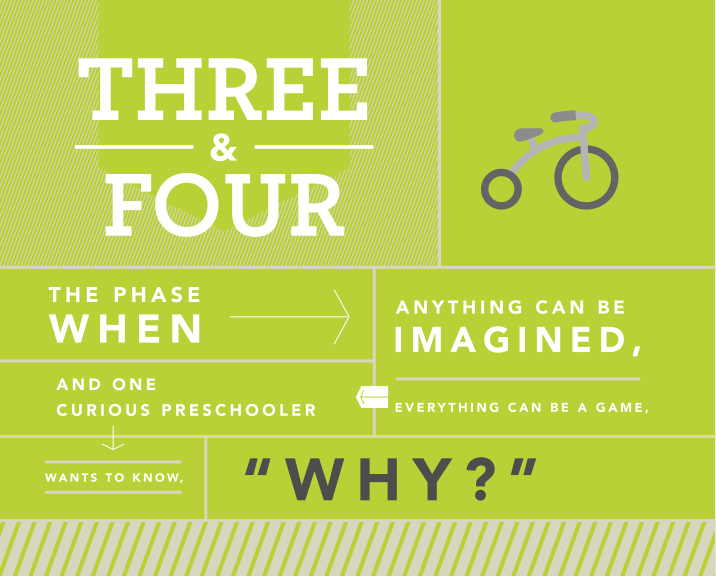 THREE
&
FOUR
THE PHASE
WHEN
ANYTHING CAN BE
IMAGINED,
EVERYTHING CAN BE A GAME,
AND ONE
CURIOUS PRESCHOOLER
WANTS TO KNOW,
“WHY?”